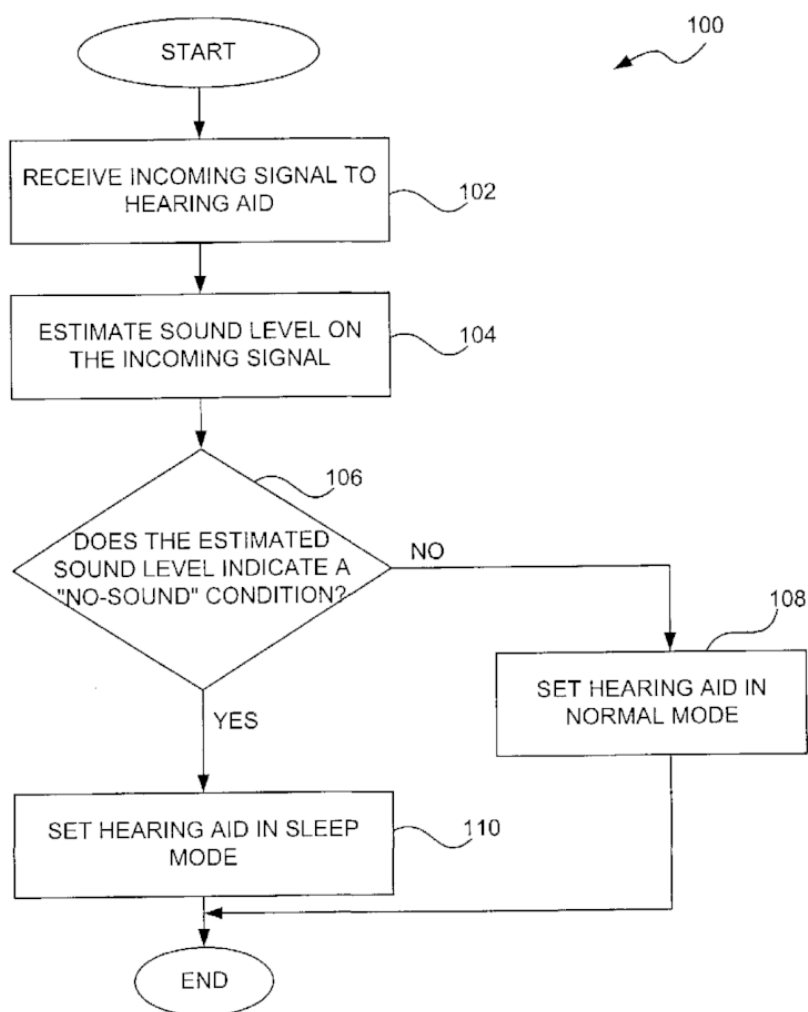 START
100
RECEIVE INCOMING SIGNAL TO
HEARING AID
102
ESTIMATE SOUND LEVEL ON
THE INCOMING SIGNAL
104
106
DOES THE ESTIMATED
SOUND LEVEL INDICATE A
"NO-SOUND" CONDITION?
NO
108
SET HEARING AID IN
NORMAL MODE
YES
SET HEARING AID IN SLEEP
MODE
110
END